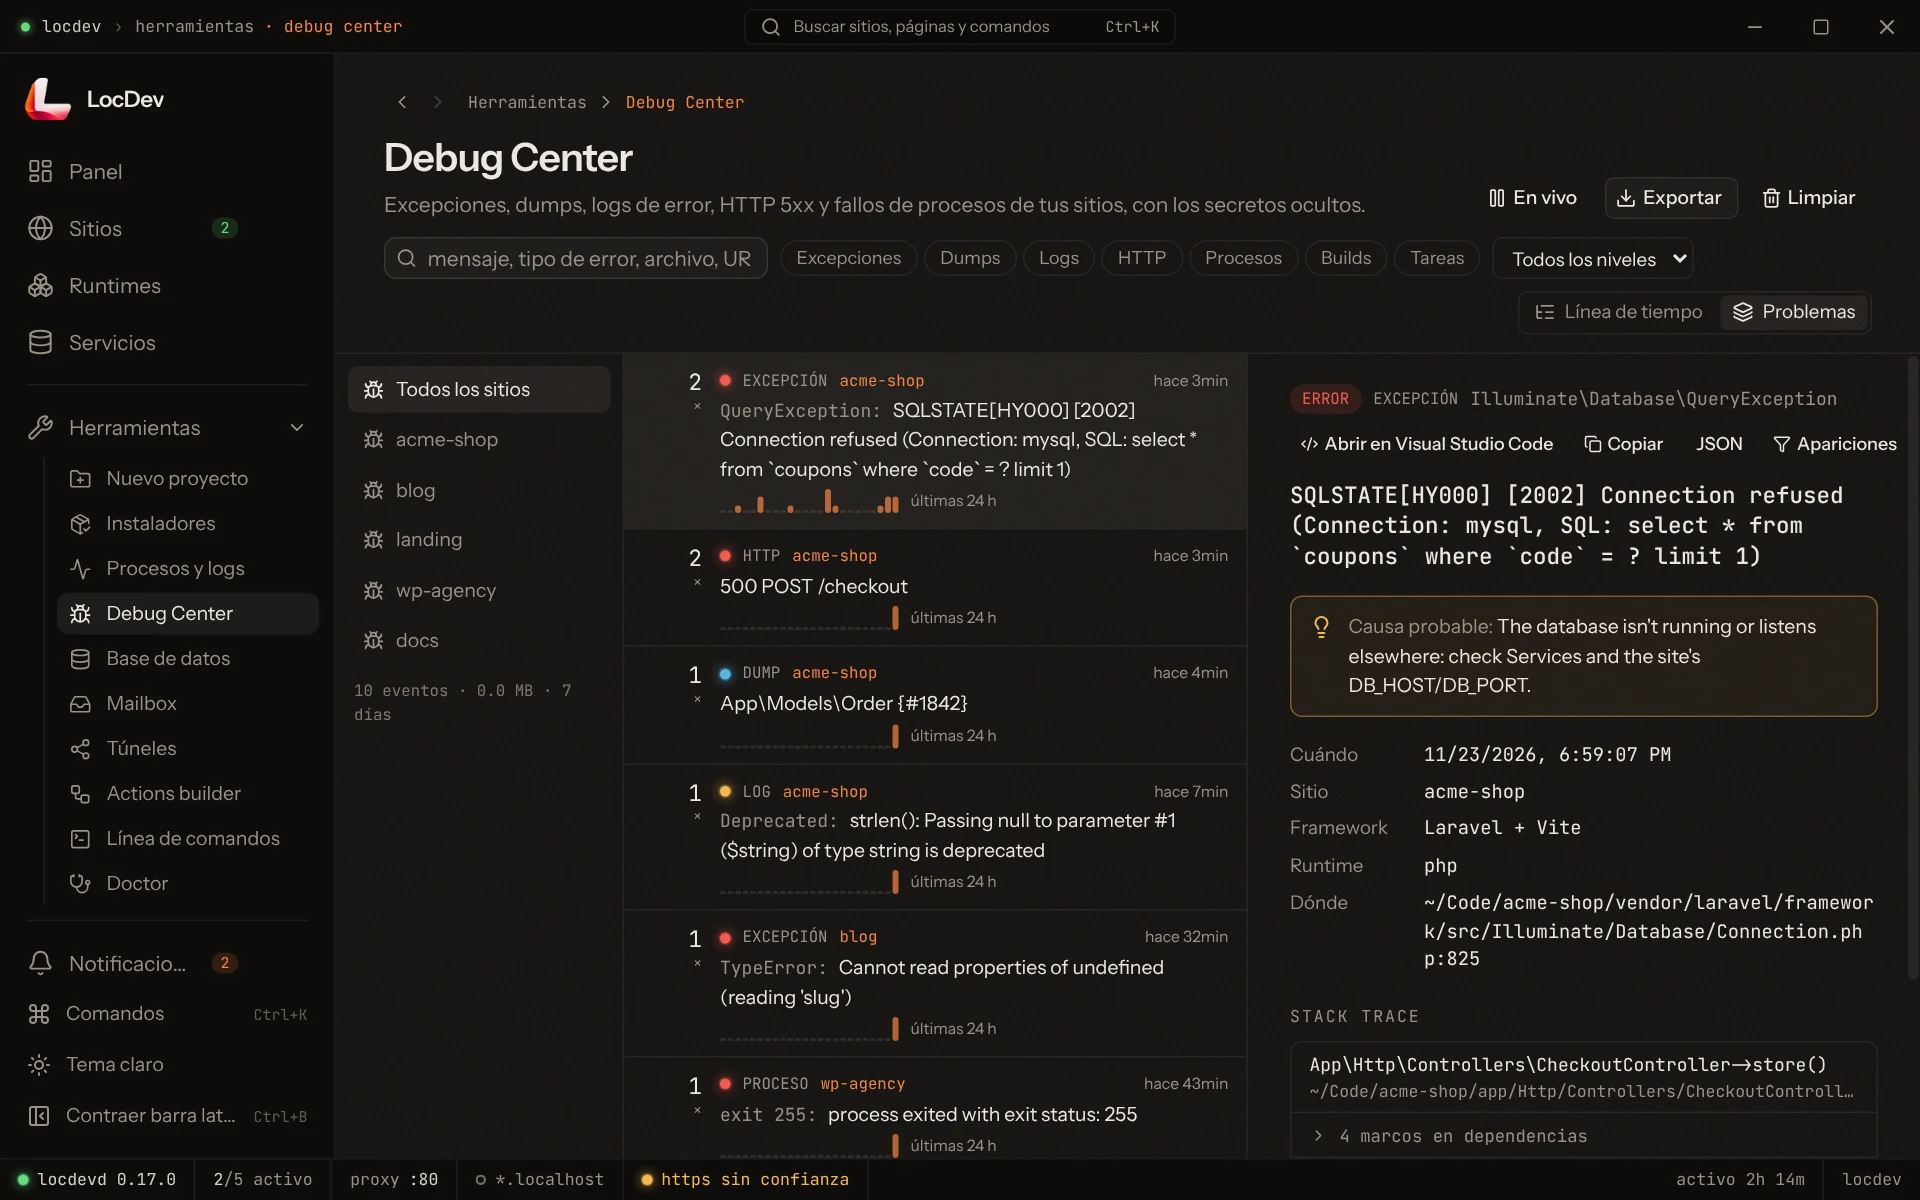 locdev › herramientas · debug center
Buscar sitios, páginas y comandos Ctrl+K
LocDev
Panel
Sitios 2
Runtimes
Servicios
Herramientas
Nuevo proyecto
Instaladores
Procesos y logs
Debug Center
Base de datos
Mailbox
Túneles
Actions builder
Línea de comandos
Doctor
Notificacio... 2
Comandos Ctrl+K
Tema claro
Contraer barra lat... Ctrl+B
Herramientas > Debug Center
Debug Center
Excepciones, dumps, logs de error, HTTP 5xx y fallos de procesos de tus sitios, con los secretos ocultos.
En vivo Exportar Limpiar
mensaje, tipo de error, archivo, UR Excepciones Dumps Logs HTTP Procesos Builds Tareas Todos los niveles
Línea de tiempo Problemas
Todos los sitios
acme-shop
blog
landing
wp-agency
docs
10 eventos · 0.0 MB · 7
días
2 × EXCEPCIÓN acme-shop hace 3min
QueryException: SQLSTATE[HY000] [2002]
Connection refused (Connection: mysql, SQL: select *
from `coupons` where `code` = ? limit 1)
últimas 24 h
2 × HTTP acme-shop hace 3min
500 POST /checkout
últimas 24 h
1 × DUMP acme-shop hace 4min
App\Models\Order {#1842}
últimas 24 h
1 × LOG acme-shop hace 7min
Deprecated: strlen(): Passing null to parameter #1
($string) of type string is deprecated
últimas 24 h
1 × EXCEPCIÓN blog hace 32min
TypeError: Cannot read properties of undefined
(reading 'slug')
últimas 24 h
1 × PROCESO wp-agency hace 43min
exit 255: process exited with exit status: 255
últimas 24 h
ERROR EXCEPCIÓN Illuminate\Database\QueryException
Abrir en Visual Studio Code Copiar JSON Apariciones
SQLSTATE[HY000] [2002] Connection refused
(Connection: mysql, SQL: select * from
`coupons` where `code` = ? limit 1)
Causa probable: The database isn't running or listens
elsewhere: check Services and the site's
DB_HOST/DB_PORT.
Cuándo 11/23/2026, 6:59:07 PM
Sitio acme-shop
Framework Laravel + Vite
Runtime php
Dónde ~/Code/acme-shop/vendor/laravel/framewor
k/src/Illuminate/Database/Connection.ph
p:825
STACK TRACE
App\Http\Controllers\CheckoutController->store()
~/Code/acme-shop/app/Http/Controllers/CheckoutControll…
4 marcos en dependencias
locdevd 0.17.0 2/5 activo proxy :80 *.localhost https sin confianza activo 2h 14m locdev